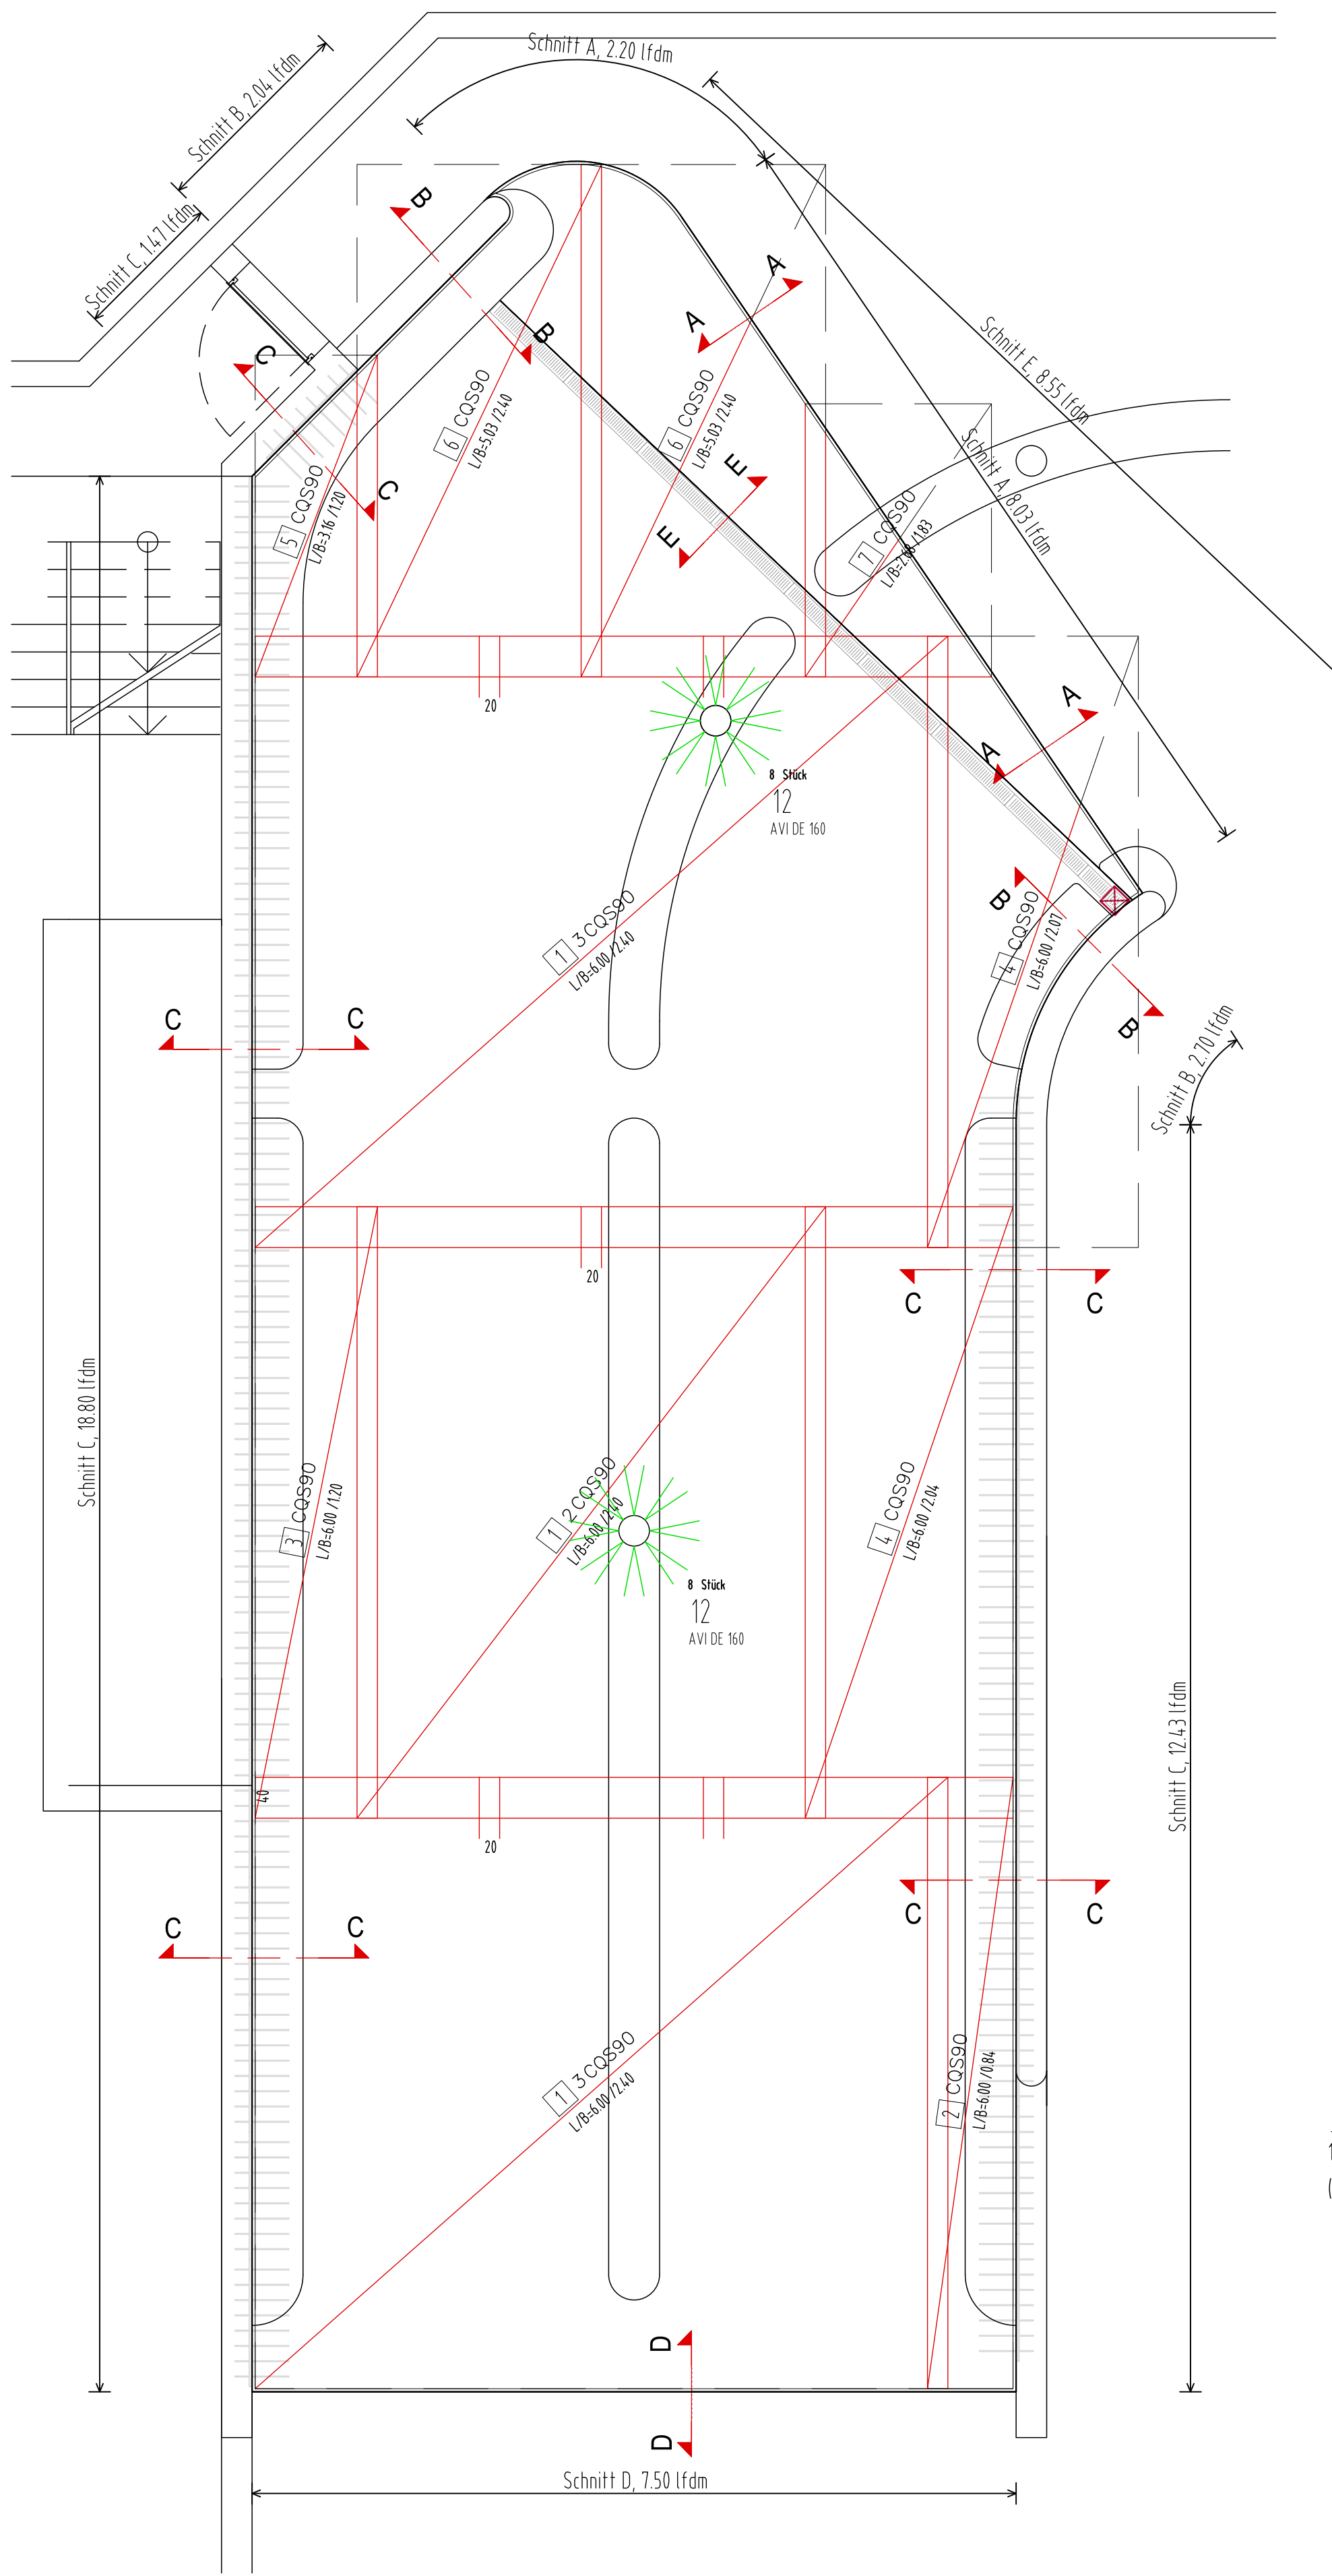 Schnitt A, 2.20 lfdm
Schnitt B, 2.04 lfdm
Schnitt C, 1.47 lfdm
B
B
A
A
Schnitt E, 8.55 lfdm
C
C
6 CQS90
L/B=5.03 /2.40
6 CQS90
L/B=5.03 /2.40
Schnitt A, 8.03 lfdm
E
E
5 CQS90
L/B=3.16 /1.20
7 CQS90
L/B=2.68 /1.83
20
A
A
8 Stück
12
AVI DE 160
1 3 CQS90
L/B=6.00 /2.40
4 CQS90
L/B=6.00 /2.07
B
B
C C
Schnitt B, 2.70 lfdm
20
C C
Schnitt C, 18.80 lfdm
3 CQS90
L/B=6.00 /1.20
1 2 CQS90
L/B=6.00 /2.40
4 CQS90
L/B=6.00 /2.04
8 Stück
12
AVI DE 160
Schnitt C, 12.43 lfdm
40
20
C C
C C
1 3 CQS90
L/B=6.00 /2.40
2 CQS90
L/B=6.00 /0.84
D
D
Schnitt D, 7.50 lfdm